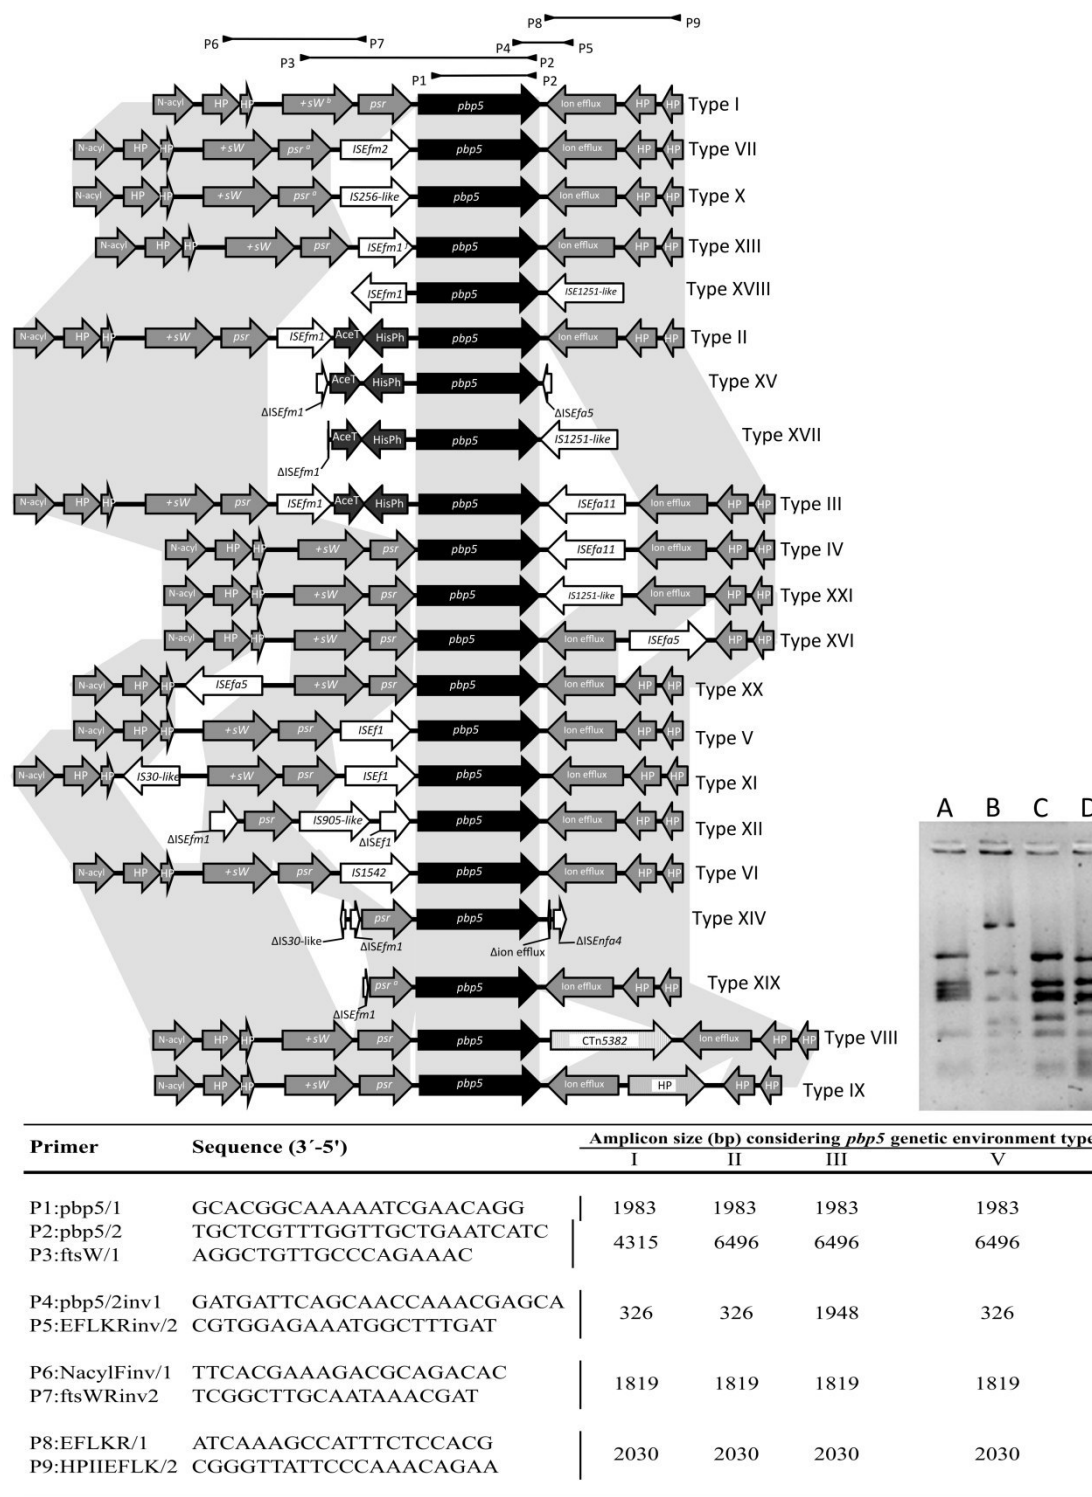 P8 P9
P6 P7 P4 P5
P3 P2
P1 P2
N-acyl HP HP +sW b psr pbp5 Ion efflux HP HP Type I
N-acyl HP HP +sW psr a ISEfm2 pbp5 Ion efflux HP HP Type VII
N-acyl HP HP +sW psr a IS256-like pbp5 Ion efflux HP HP Type X
N-acyl HP HP +sW psr ISEfm1 pbp5 Ion efflux HP HP Type XIII
ISEfm1 pbp5 ISE1251-like Type XVIII
N-acyl HP HP +sW psr ISEfm1 AceT HisPh pbp5 Ion efflux HP HP Type II
AceT HisPh pbp5 Type XV
ΔISEfm1 ΔISEfa5
AceT HisPh pbp5 IS1251-like Type XVII
ΔISEfm1
N-acyl HP HP +sW psr ISEfm1 AceT HisPh pbp5 ISEfa11 Ion efflux HP HP Type III
N-acyl HP HP +sW psr pbp5 ISEfa11 Ion efflux HP HP Type IV
N-acyl HP HP +sW psr pbp5 IS1251-like Ion efflux HP HP Type XXI
N-acyl HP HP +sW psr pbp5 Ion efflux ISEfa5 HP HP Type XVI
N-acyl HP HP ISEfa5 +sW psr pbp5 Ion efflux HP HP Type XX
N-acyl HP HP +sW psr ISEf1 pbp5 Ion efflux HP HP Type V
N-acyl HP HP IS30-like +sW psr ISEf1 pbp5 Ion efflux HP HP Type XI
psr IS905-like pbp5 Ion efflux HP HP Type XII
ΔISEfm1 ΔISEf1
N-acyl HP HP +sW psr IS1542 pbp5 Ion efflux HP HP Type VI
psr pbp5 Type XIV
ΔIS30-like ΔISEfm1 Δion efflux ΔISEnfa4
psr a pbp5 Ion efflux HP HP Type XIX
ΔISEfm1
N-acyl HP HP +sW psr pbp5 CTn5382 Ion efflux HP HP Type VIII
N-acyl HP HP +sW psr pbp5 Ion efflux HP HP HP Type IX
A B C D
Primer Sequence (3´-5') Amplicon size (bp) considering pbp5 genetic environment type
I II III V
P1:pbp5/1 GCACGGCAAAAATCGAACAGG 1983 1983 1983 1983
P2:pbp5/2 TGCTCGTTTGGTTGCTGAATCATC
P3:ftsW/1 AGGCTGTTGCCCAGAAAC 4315 6496 6496 6496
P4:pbp5/2inv1 GATGATTCAGCAACCAAACGAGCA
P5:EFLKRinv/2 CGTGGAGAAATGGCTTTGAT 326 326 1948 326
P6:NacylFinv/1 TTCACGAAAGACGCAGACAC
P7:ftsWRinv2 TCGGCTTGCAATAAACGAT 1819 1819 1819 1819
P8:EFLKR/1 ATCAAAGCCATTTCTCCACG
P9:HPIIEFLK/2 CGGGTTATTCCCAAACAGAA 2030 2030 2030 2030